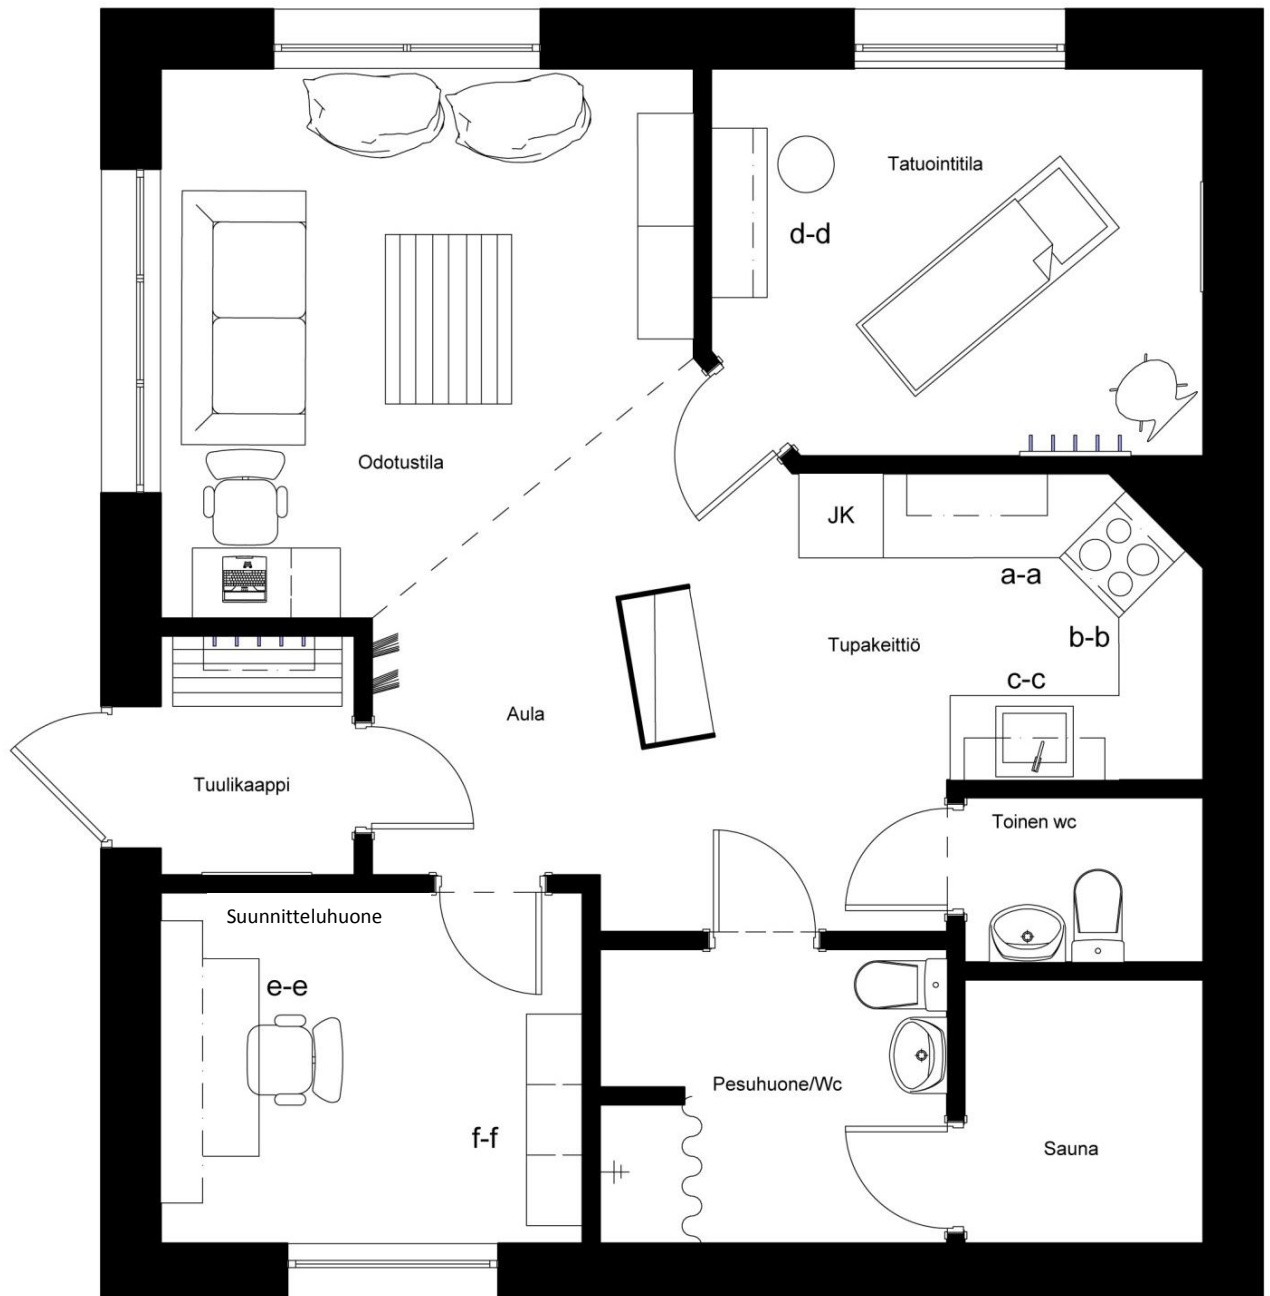 Tatuointitila
d-d
Odotustila
JK
a-a
b-b
Tupakeittiö
c-c
Aula
Tuulikaappi
Toinen wc
Suunnitteluhuone
e-e
Pesuhuone/Wc
f-f
Sauna